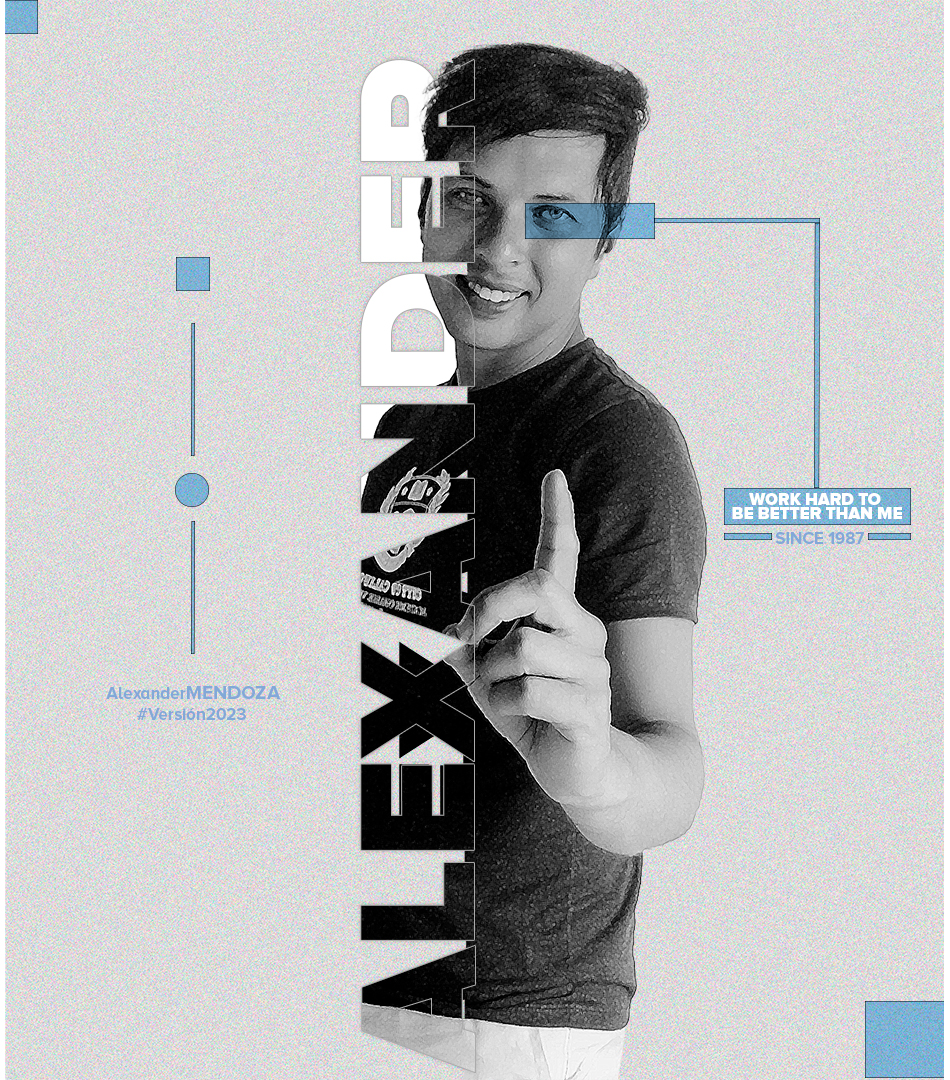 ALEXANDER
WORK HARD TO
BE BETTER THAN ME
SINCE 1987
AlexanderMENDOZA
#Versión2023